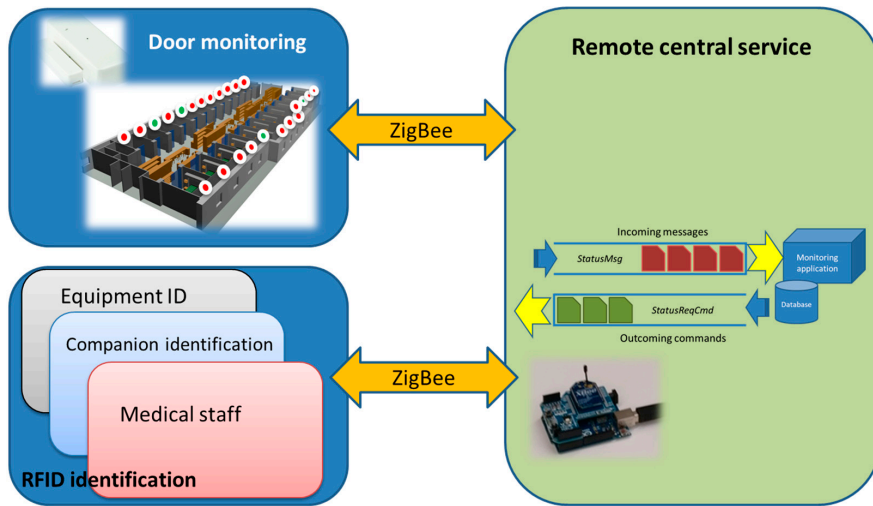 Door monitoring
ZigBee
Equipment ID
Companion identification
Medical staff
RFID identification
ZigBee
Remote central service
Incoming messages
StatusMsg
Monitoring
application
StatusReqCmd
Database
Outcoming commands